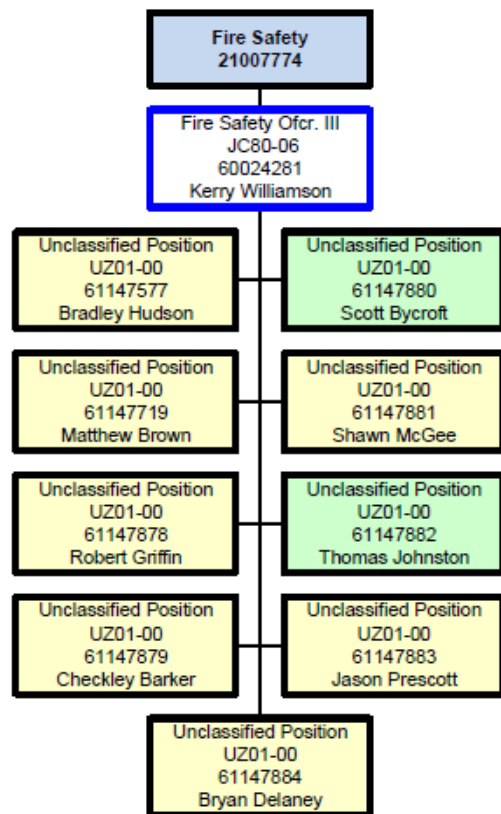 Fire Safety
21007774
Fire Safety Ofcr. III
JC80-06
60024281
Kerry Williamson
Unclassified Position
UZ01-00
61147577
Bradley Hudson
Unclassified Position
UZ01-00
61147880
Scott Bycroft
Unclassified Position
UZ01-00
61147719
Matthew Brown
Unclassified Position
UZ01-00
61147881
Shawn McGee
Unclassified Position
UZ01-00
61147878
Robert Griffin
Unclassified Position
UZ01-00
61147882
Thomas Johnston
Unclassified Position
UZ01-00
61147879
Checkley Barker
Unclassified Position
UZ01-00
61147883
Jason Prescott
Unclassified Position
UZ01-00
61147884
Bryan Delaney